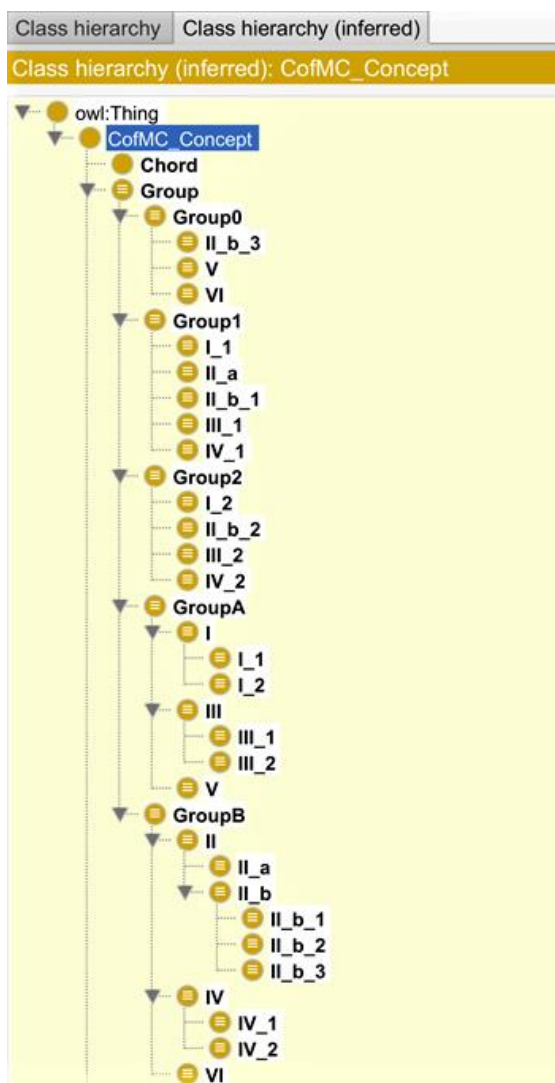 Class hierarchy Class hierarchy (inferred)
Class hierarchy (inferred): CofMC_Concept
owl:Thing
CofMC_Concept
Chord
Group
Group0
II_b_3
V
VI
Group1
I_1
II_a
II_b_1
III_1
IV_1
Group2
I_2
II_b_2
III_2
IV_2
GroupA
I
I_1
I_2
III
III_1
III_2
V
GroupB
II
II_a
II_b
II_b_1
II_b_2
II_b_3
IV
IV_1
IV_2
VI